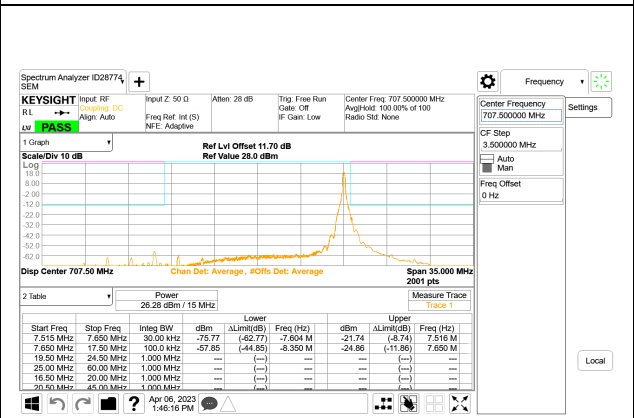 Spectrum Analyzer ID28774
SEM
Frequency
KEYSIGHT Input: RF Input Z: 50 Ω Atten: 28 dB Trig: Free Run Center Freq: 707.500000 MHz
R L Coupling: DC Gate: Off Avg|Hold: 100.00% of 100
Align: Auto Freq Ref: Int (S) IF Gain: Low Radio Std: None
LXI PASS NFE: Adaptive
Center Frequency
707.500000 MHz
Settings
CF Step
3.500000 MHz
Auto
Man
Freq Offset
0 Hz
Local
1 Graph
Ref Lvl Offset 11.70 dB
Scale/Div 10 dB Ref Value 28.0 dBm
Log
18.0
8.00
-2.00
-12.0
-22.0
-32.0
-42.0
-52.0
-62.0
Disp Center 707.50 MHz Chan Det: Average , #Offs Det: Average Span 35.000 MHz
2001 pts
2 Table
Power
26.28 dBm / 15 MHz
Measure Trace
Trace 1
Lower Upper
Start Freq Stop Freq Integ BW dBm ΔLimit(dB) Freq (Hz) dBm ΔLimit(dB) Freq (Hz)
7.515 MHz 7.650 MHz 30.00 kHz -75.77 (-62.77) -7.604 M -21.74 (-8.74) 7.516 M
7.650 MHz 17.50 MHz 100.0 kHz -57.85 (-44.85) -8.350 M -24.86 (-11.86) 7.650 M
19.50 MHz 24.50 MHz 1.000 MHz --- (---) --- --- (---) ---
25.00 MHz 60.00 MHz 1.000 MHz --- (---) --- --- (---) ---
16.50 MHz 20.00 MHz 1.000 MHz --- (---) --- --- (---) ---
20.50 MHz 45.00 MHz 1.000 MHz --- (---) --- --- (---) ---
Apr 06, 2023
1:46:16 PM